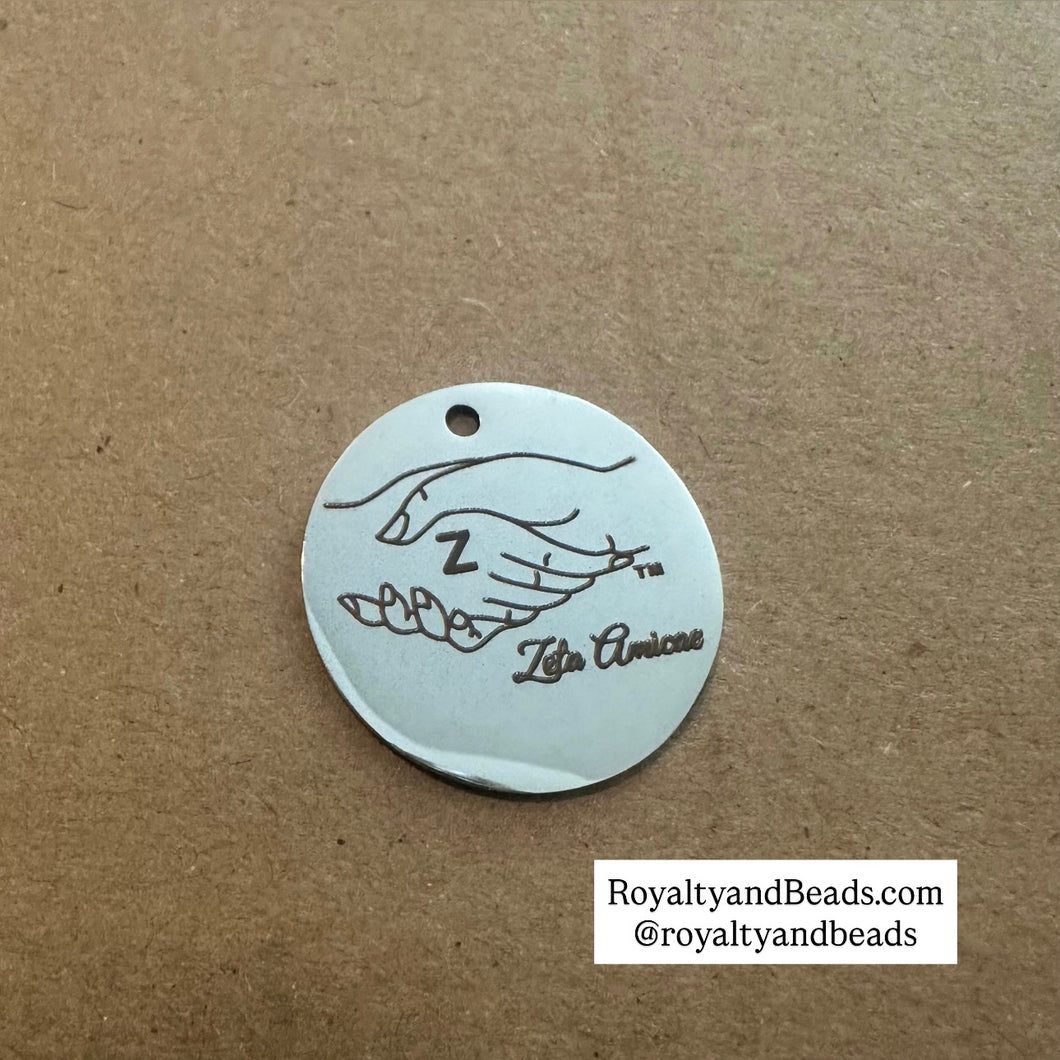 Z
™
Zeta Amicae
RoyaltyandBeads.com
@royaltyandbeads